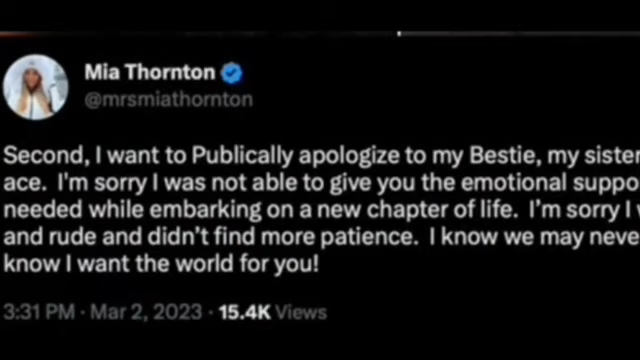 Mia Thornton
@mrsmiathornton
Second, I want to Publically apologize to my Bestie, my sister
ace. I'm sorry I was not able to give you the emotional suppo
needed while embarking on a new chapter of life. I'm sorry I
and rude and didn't find more patience. I know we may neve
know I want the world for you!
3:31 PM · Mar 2, 2023 · 15.4K Views